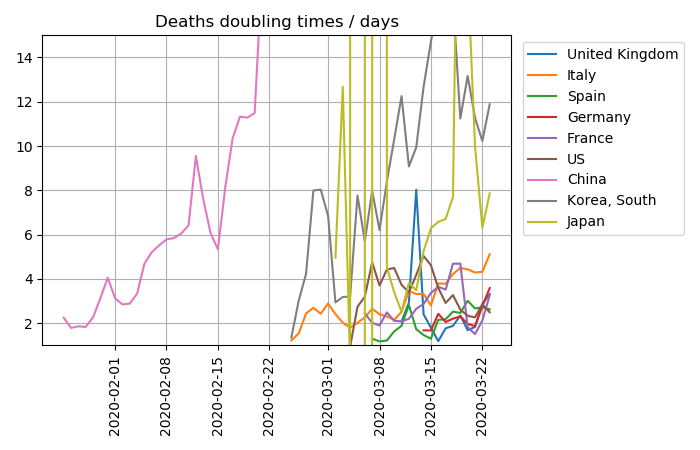 Deaths doubling times / days
14
12
10
8
6
4
2
2020-02-01
2020-02-08
2020-02-15
2020-02-22
2020-03-01
2020-03-08
2020-03-15
2020-03-22
United Kingdom
Italy
Spain
Germany
France
US
China
Korea, South
Japan